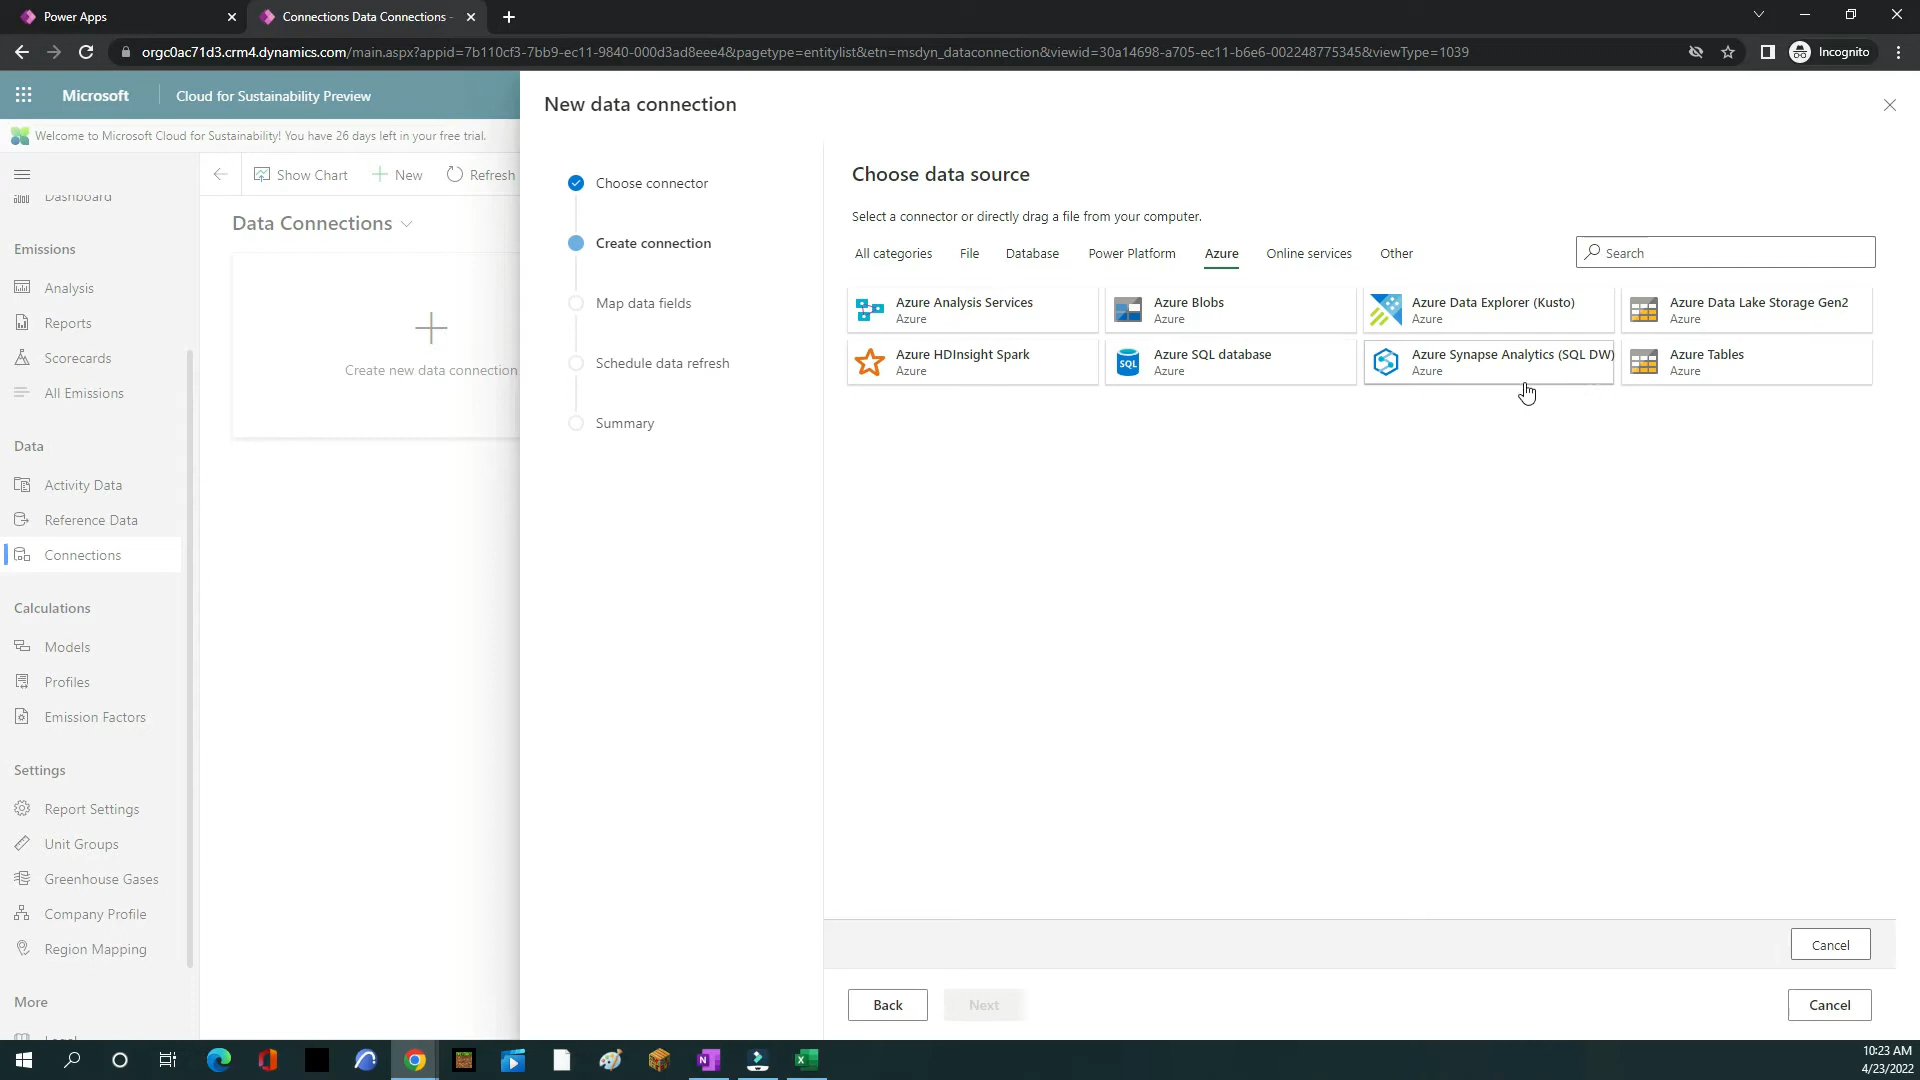 Power Apps
Connections Data Connections -
orgc0ac71d3.crm4.dynamics.com/main.aspx?appid=7b110cf3-7bb9-ec11-9840-000d3ad8eee4&pagetype=entitylist&etn=msdyn_dataconnection&viewid=30a14698-a705-ec11-b6e6-002248775345&viewType=1039
Incognito
Microsoft
Cloud for Sustainability Preview
Welcome to Microsoft Cloud for Sustainability! You have 26 days left in your free trial.
Show Chart
New
Refresh
Dashboard
Emissions
Analysis
Reports
Scorecards
All Emissions
Data
Activity Data
Reference Data
Connections
Calculations
Models
Profiles
Emission Factors
Settings
Report Settings
Unit Groups
Greenhouse Gases
Company Profile
Region Mapping
More
Legal
Data Connections
Create new data connection
New data connection
Choose connector
Create connection
Map data fields
Schedule data refresh
Summary
Choose data source
Select a connector or directly drag a file from your computer.
All categories
File
Database
Power Platform
Azure
Online services
Other
Search
Azure Analysis Services
Azure
Azure Blobs
Azure
Azure Data Explorer (Kusto)
Azure
Azure Data Lake Storage Gen2
Azure
Azure HDInsight Spark
Azure
SQL
Azure SQL database
Azure
Azure Synapse Analytics (SQL DW)
Azure
Azure Tables
Azure
Cancel
Back
Next
Cancel
10:23 AM
4/23/2022